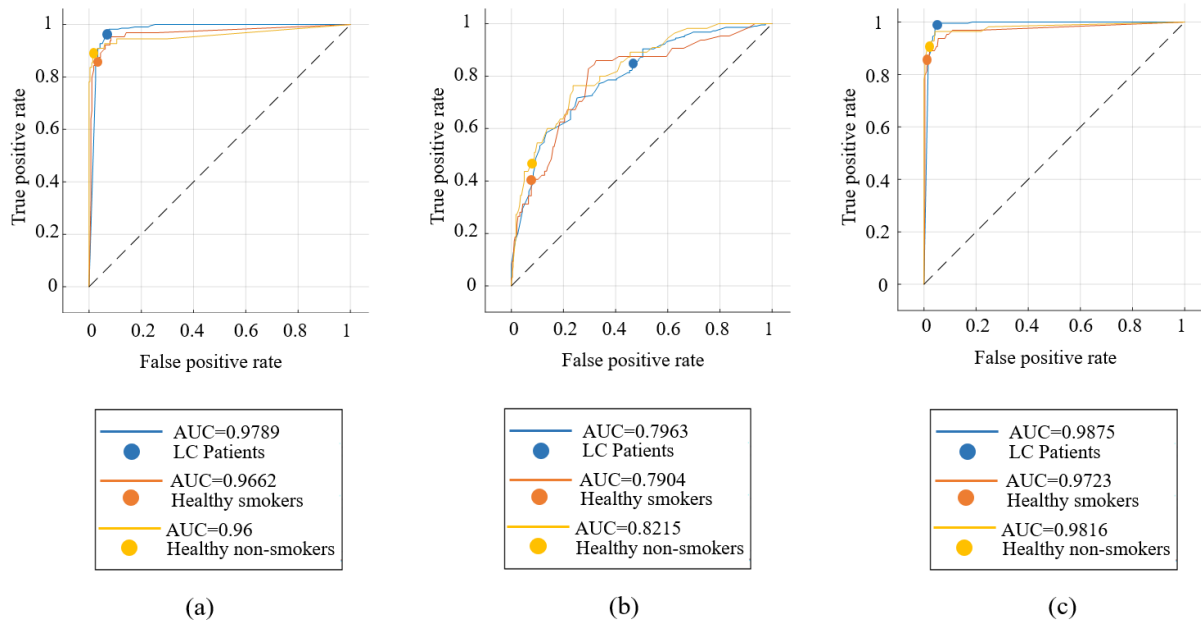 1
0.8
0.6
0.4
0.2
0
True positive rate
0 0.2 0.4 0.6 0.8 1
False positive rate
AUC=0.9789
LC Patients
AUC=0.9662
Healthy smokers
AUC=0.96
Healthy non-smokers
(a)
1
0.8
0.6
0.4
0.2
0
True positive rate
0 0.2 0.4 0.6 0.8 1
False positive rate
AUC=0.7963
LC Patients
AUC=0.7904
Healthy smokers
AUC=0.8215
Healthy non-smokers
(b)
1
0.8
0.6
0.4
0.2
0
True positive rate
0 0.2 0.4 0.6 0.8 1
False positive rate
AUC=0.9875
LC Patients
AUC=0.9723
Healthy smokers
AUC=0.9816
Healthy non-smokers
(c)